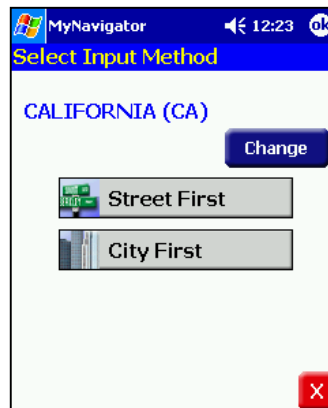 MyNavigator 12:23 ok
Select Input Method
CALIFORNIA (CA)
Change
Street First
City First
X